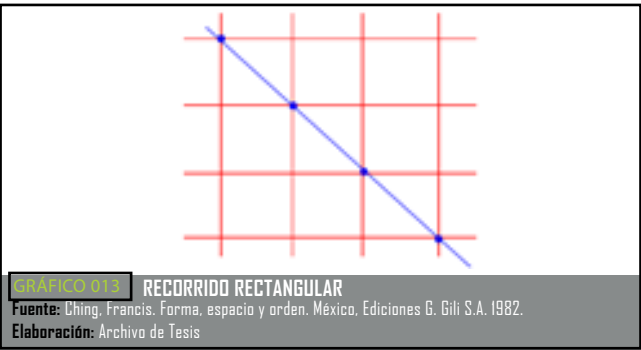 GRÁFICO 013 RECORRIDO RECTANGULAR
Fuente: Ching, Francis. Forma, espacio y orden. México, Ediciones G. Gili S.A. 1982.
Elaboración: Archivo de Tesis